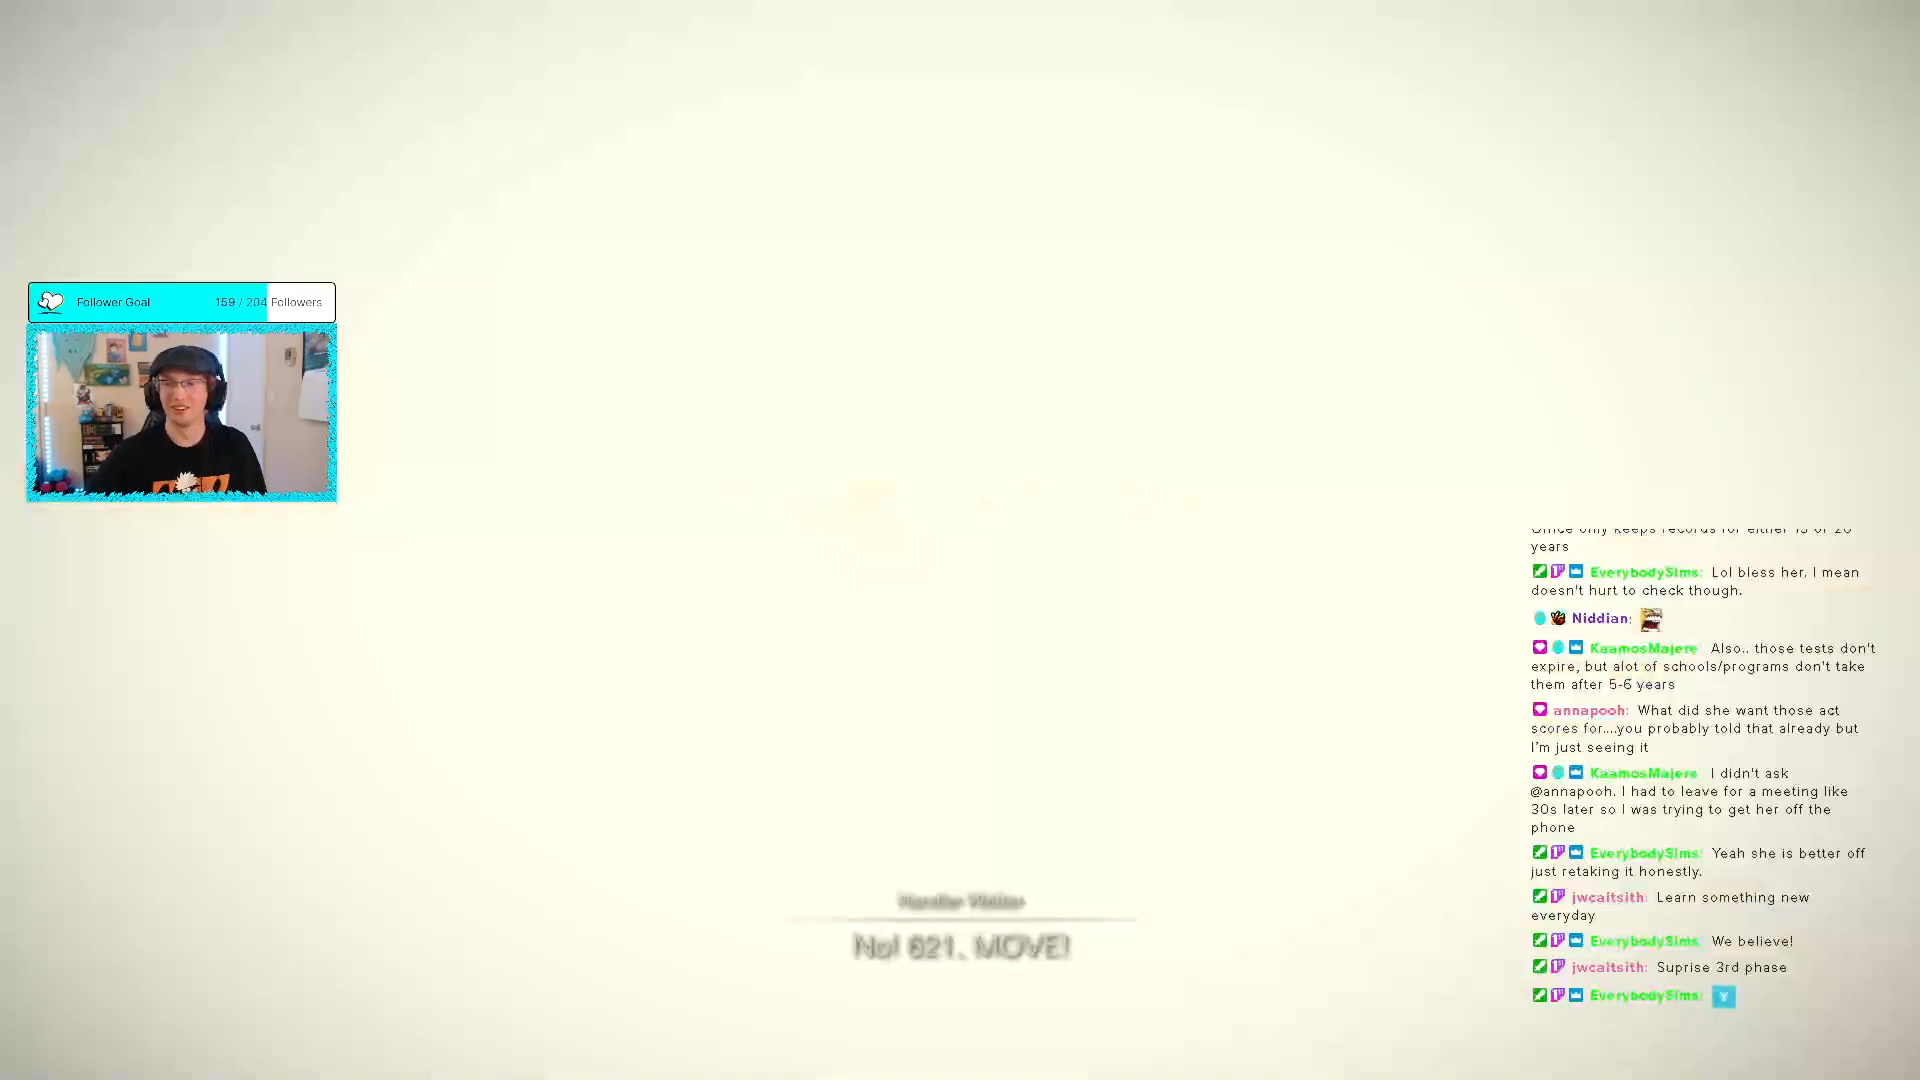 Follower Goal 159 / 204 Followers
years
EverybodySims: Lol bless her, I mean
doesn't hurt to check though.
Niddian:
KaamosMajere Also.. those tests don't
expire, but alot of schools/programs don't take
them after 5-6 years
annapooh: What did she want those act
scores for....you probably told that already but
I'm just seeing it
KaamosMajere I didn't ask
@annapooh. I had to leave for a meeting like
30s later so I was trying to get her off the
phone
EverybodySims: Yeah she is better off
just retaking it honestly.
jwcaitsith: Learn something new
everyday
EverybodySims: We believe!
jwcaitsith: Suprise 3rd phase
EverybodySims:
Handler Walter
No! 621, MOVE!